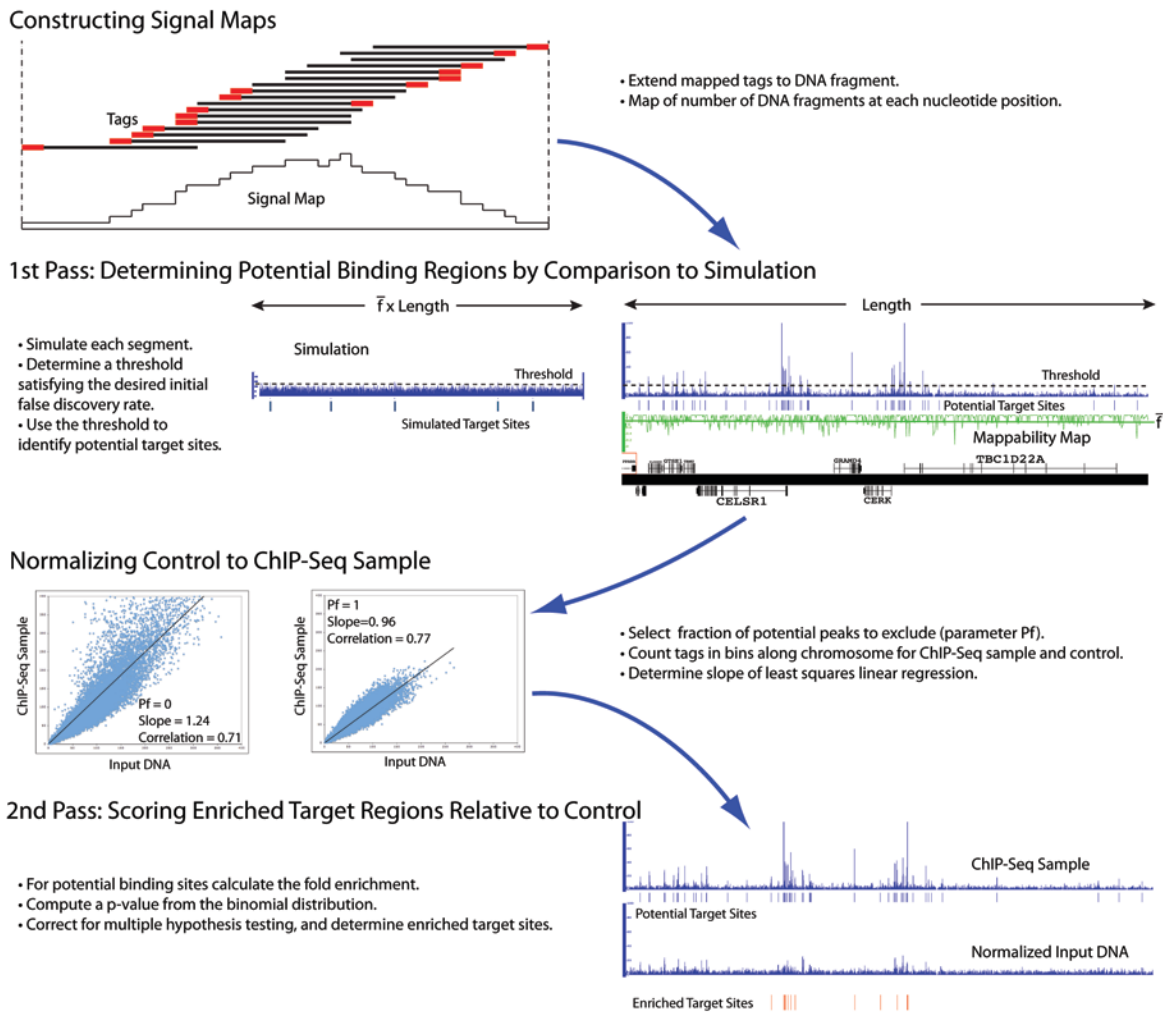 Constructing Signal Maps
Tags
Signal Map
• Extend mapped tags to DNA fragment.
• Map of number of DNA fragments at each nucleotide position.
1st Pass: Determining Potential Binding Regions by Comparison to Simulation
• Simulate each segment.
• Determine a threshold
satisfying the desired initial
false discovery rate.
• Use the threshold to
identify potential target sites.
f̅ x Length
Simulation
Threshold
Simulated Target Sites
Length
Threshold
Potential Target Sites
f̅
Mappability Map
GTSE1
GRAMD4
TBC1D22A
CELSR1
CERK
Normalizing Control to ChIP-Seq Sample
ChIP-Seq Sample
Pf = 0
Slope = 1.24
Correlation = 0.71
Input DNA
ChIP-Seq Sample
Pf = 1
Slope=0. 96
Correlation = 0.77
Input DNA
• Select fraction of potential peaks to exclude (parameter Pf).
• Count tags in bins along chromosome for ChIP-Seq sample and control.
• Determine slope of least squares linear regression.
2nd Pass: Scoring Enriched Target Regions Relative to Control
• For potential binding sites calculate the fold enrichment.
• Compute a p-value from the binomial distribution.
• Correct for multiple hypothesis testing, and determine enriched target sites.
ChIP-Seq Sample
Potential Target Sites
Normalized Input DNA
Enriched Target Sites